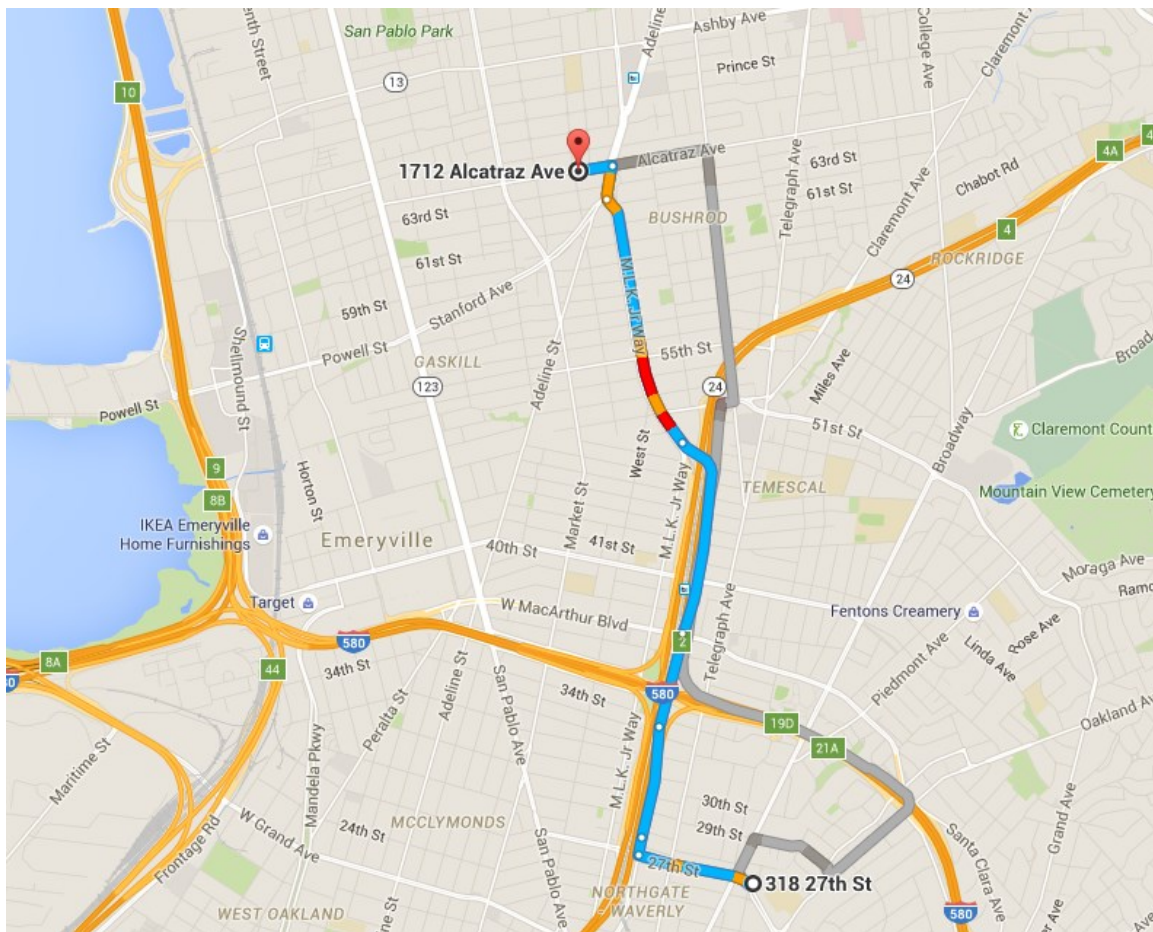 San Pablo Park
Adeline
Ashby Ave
Prince St
College Ave
Claremont A
13
10
1712 Alcatraz Ave
Alcatraz Ave
63rd St
61st St
Telegraph Ave
Claremont Ave
Chabot Rd
4A
4
4
63rd St
BUSHROD
ROCKRIDGE
24
61st St
59th St
Stanford Ave
M.L.K. Jr Way
Shellmound St
Powell St
GASKILL
Adeline St
55th St
Miles Ave
Broad
123
24
Powell St
51st St
Broadway
Claremont Count
West St
9
8B
Horton St
TEMESCAL
Mountain View Cemetery
M.L.K. Jr Way
IKEA Emeryville
Home Furnishings
Emeryville
40th St
Market St
41st St
Moraga Ave
Ramo
Target
W MacArthur Blvd
Telegraph Ave
Fentons Creamery
Rose Ave
Linda Ave
Piedmont Ave
580
2
8A
44
34th St
Peralta St
Adeline St
San Pablo Ave
34th St
580
19D
21A
Oakland Av
Maritime St
Mandela Pkwy
M.L.K. Jr Way
30th St
29th St
Grand Ave
Santa Clara Ave
Frontage Rd
W Grand Ave
24th St
MCCLYMONDS
San Pablo Ave
27th St
318 27th St
NORTHGATE
- WAVERLY
WEST OAKLAND
580